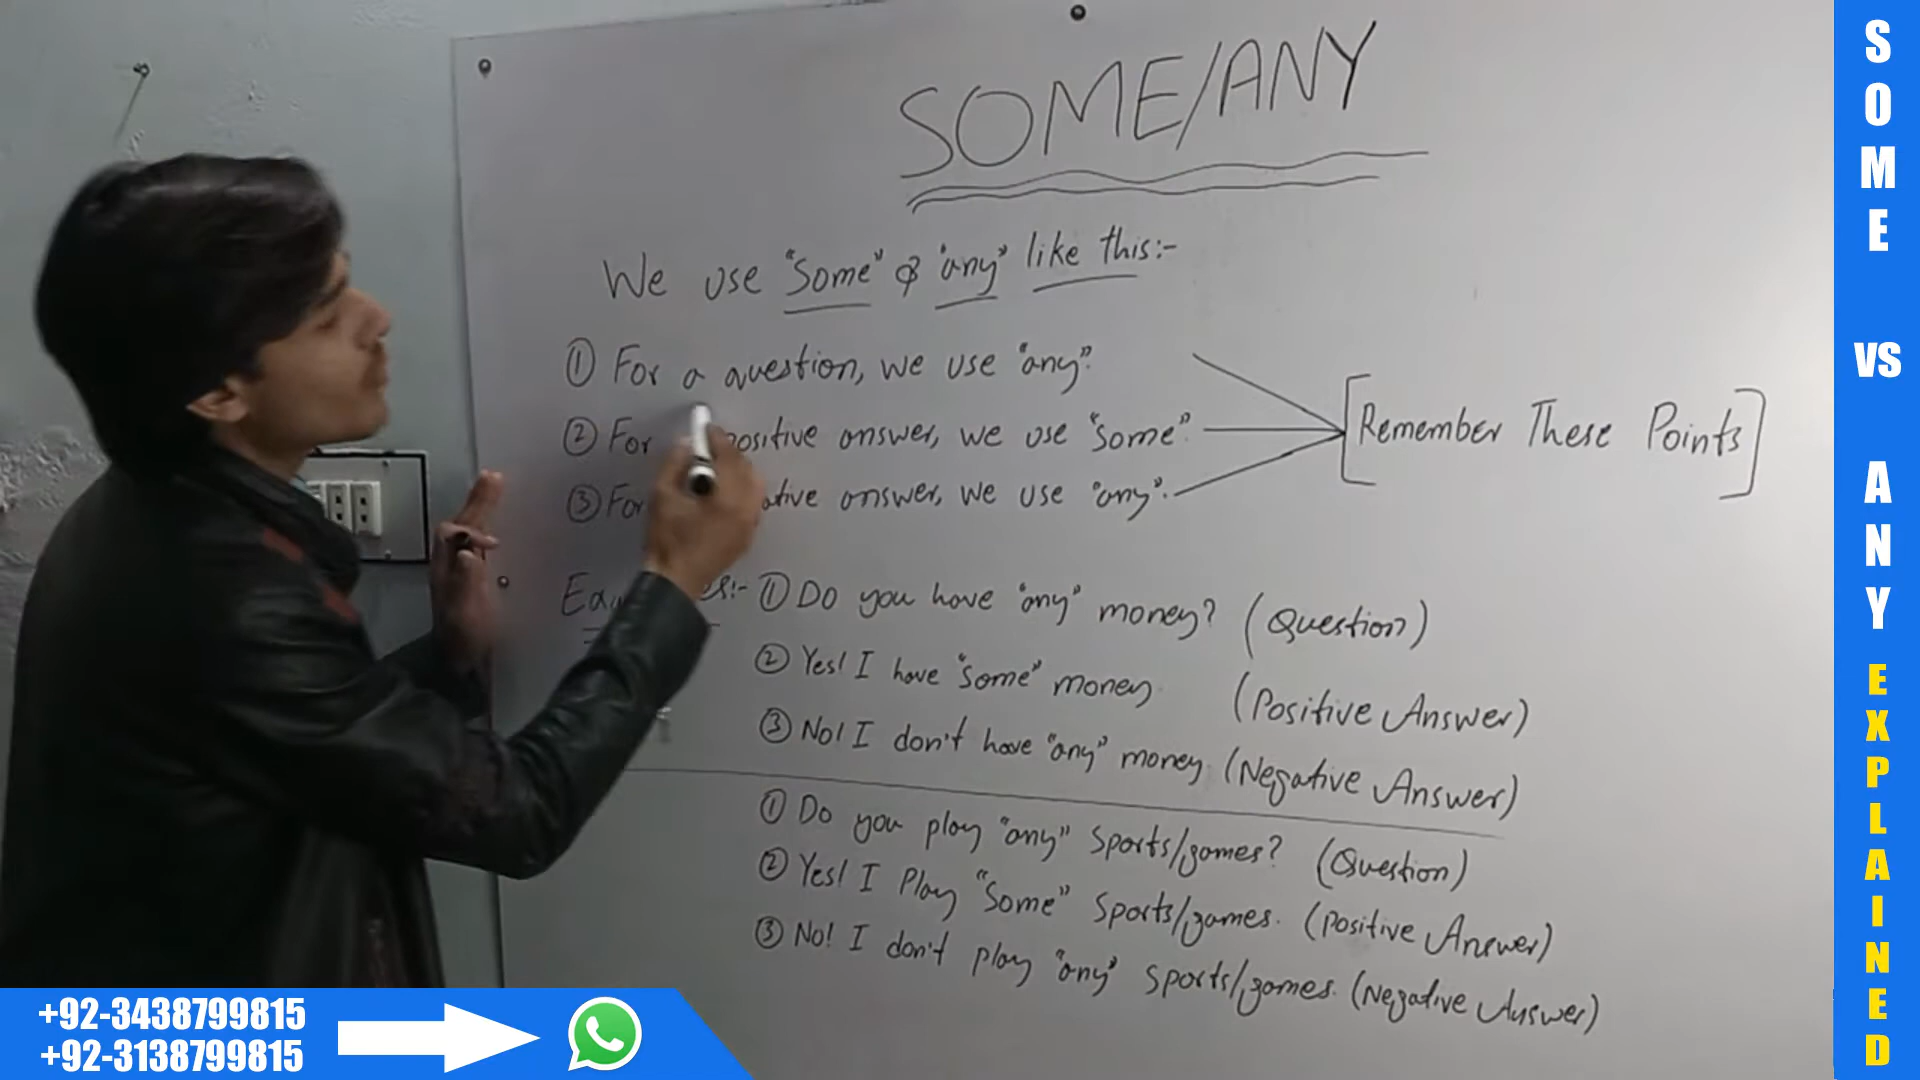 SOME/ANY
We use "some" & "any" like this:-
① For a question, we use "any".
② For positive answer, we use "some".
③ For answer, we use "any".
[Remember These Points]
① Do you have "any" money? (Question)
② Yes! I have "some" money. (Positive Answer)
③ No! I don't have "any" money. (Negative Answer)
① Do you play "any" sports/games? (Question)
② Yes! I Play "some" sports/games. (Positive Answer)
③ No! I don't play "any" sports/games. (Negative Answer)
+92-3438799815
+92-3138799815
SOME VS ANY EXPLAINED